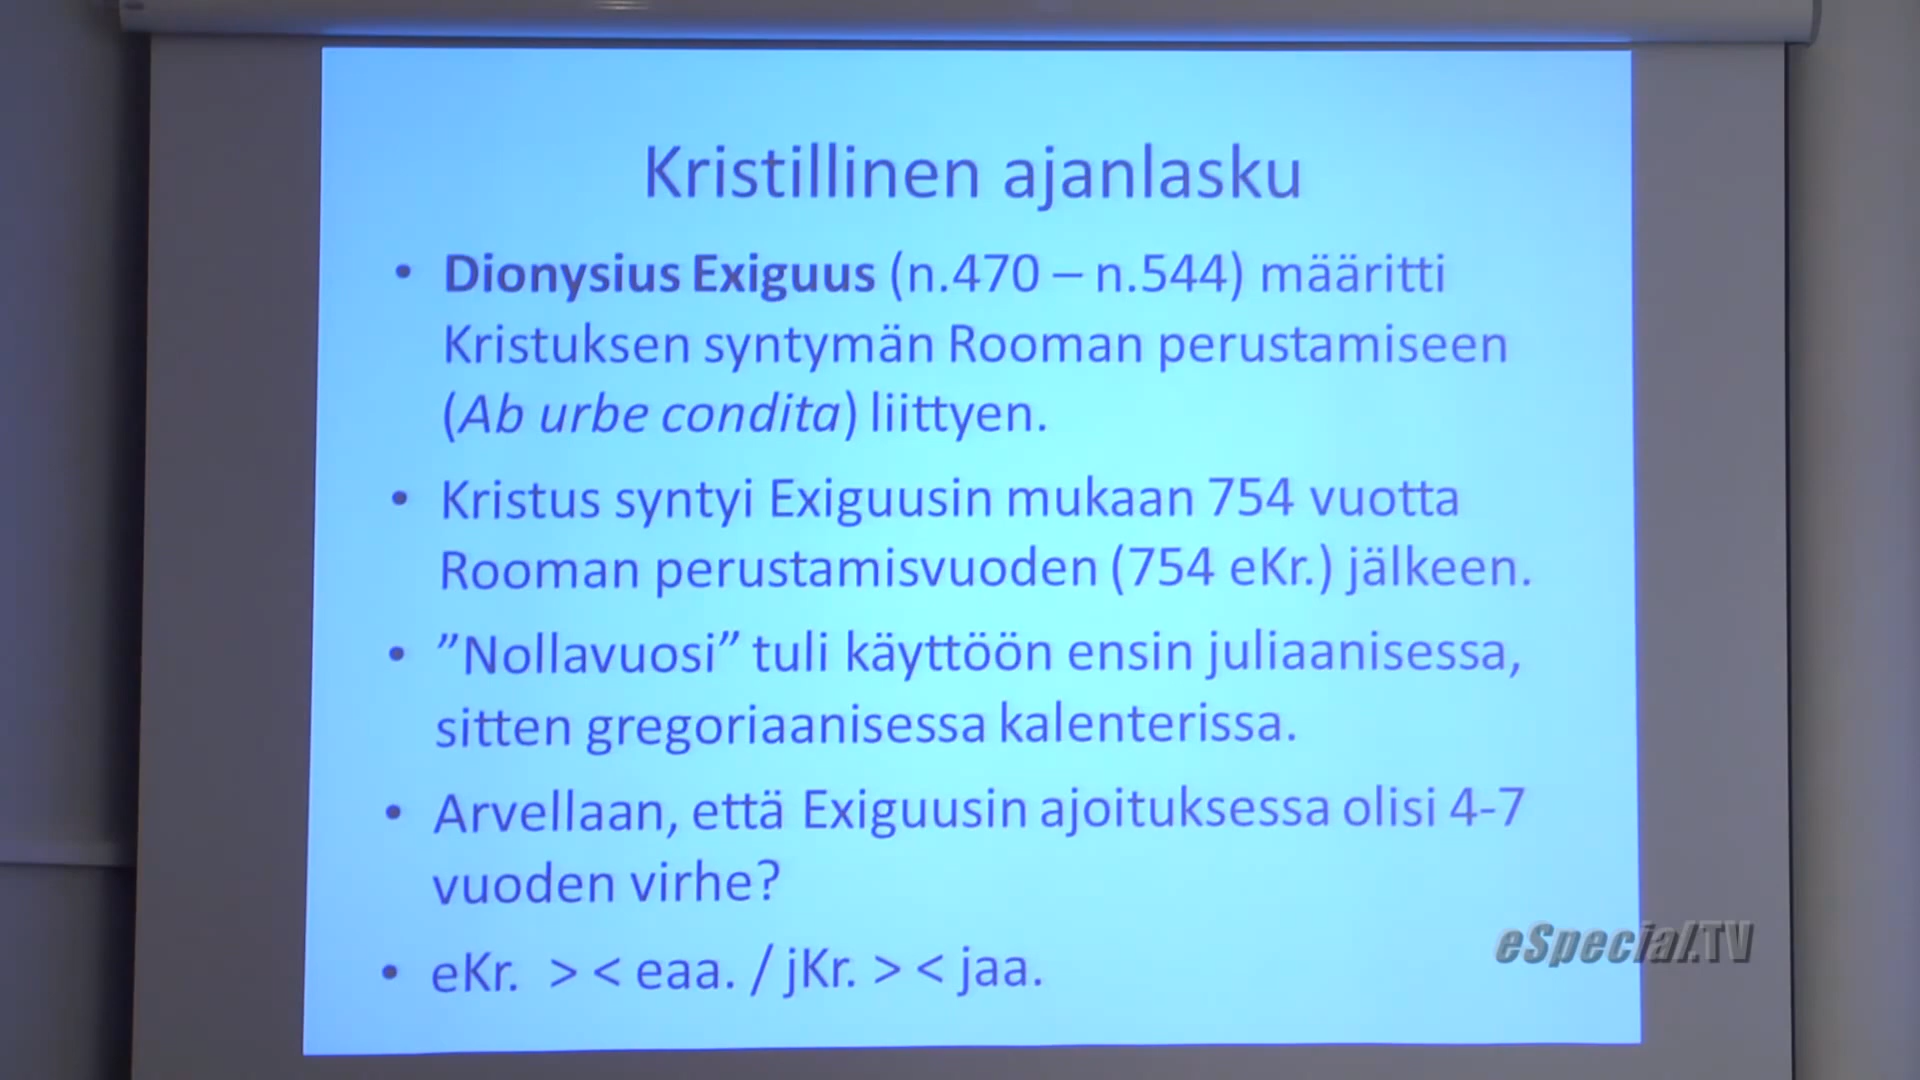 Kristillinen ajanlasku
• Dionysius Exiguus (n.470 – n.544) määritti
Kristuksen syntymän Rooman perustamiseen
(Ab urbe condita) liittyen.
• Kristus syntyi Exiguusin mukaan 754 vuotta
Rooman perustamisvuoden (754 eKr.) jälkeen.
• ”Nollavuosi” tuli käyttöön ensin juliaanisessa,
sitten gregoriaanisessa kalenterissa.
• Arvellaan, että Exiguusin ajoituksessa olisi 4-7
vuoden virhe?
• eKr. > < eaa. / jKr. > < jaa.
eSpecial.TV